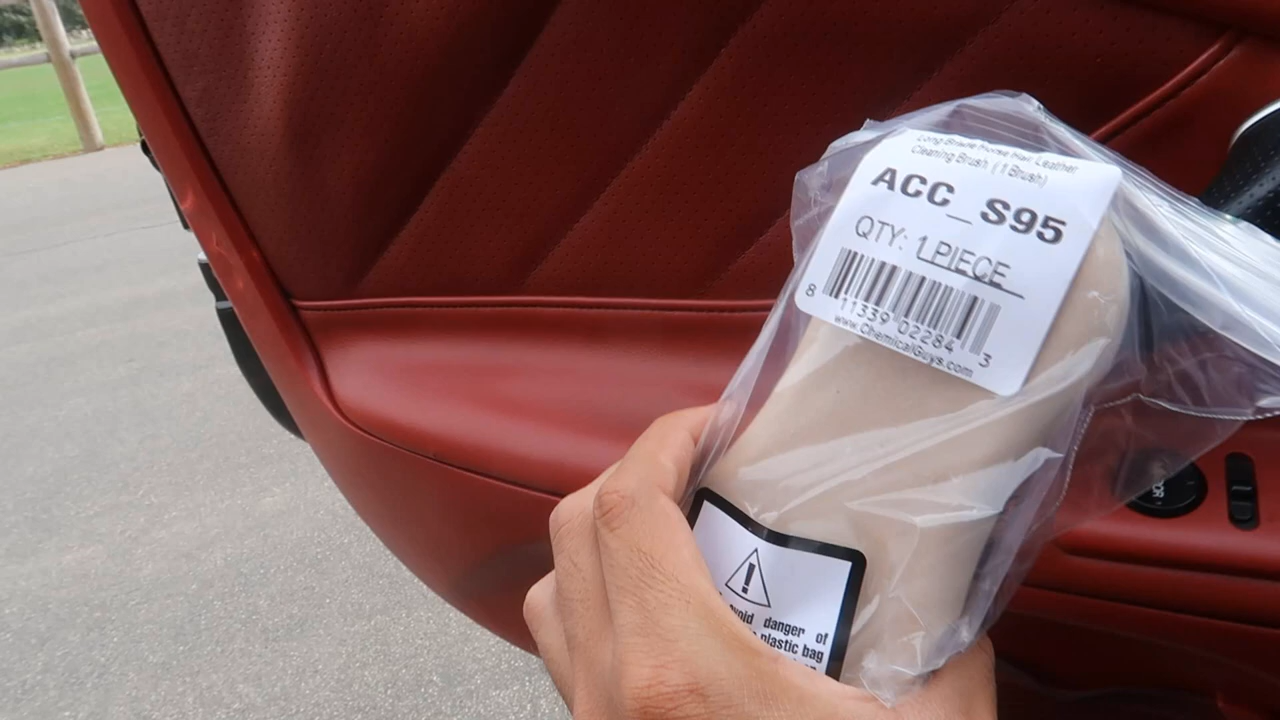 Long Bristle Horse Hair Leather
Cleaning Brush (1 Brush)
ACC_S95
QTY: 1 PIECE
8 11339 02284 3
www.ChemicalGuys.com
avoid danger of
plastic bag